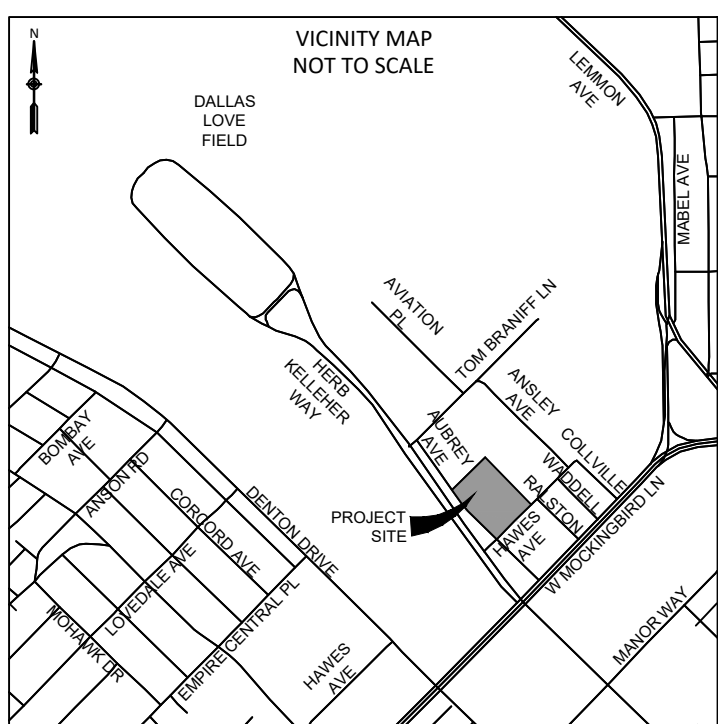 N
VICINITY MAP
NOT TO SCALE
LEMMON
AVE
DALLAS
LOVE
FIELD
MABEL AVE
AVIATION
PL
TOM BRANIFF LN
HERB
KELLEHER
WAY
ANSLEY
AVE
AUBREY
AVE
COLLVILLE
WADDELL
RALSTON
BOMBAY
AVE
ANSON RD
CORCORD AVE
DENTON DRIVE
PROJECT
SITE
HAWES
AVE
W MOCKINGBIRD LN
LOVEDALE AVE
MOHAWK DR
EMPIRE CENTRAL PL
HAWES
AVE
MANOR WAY